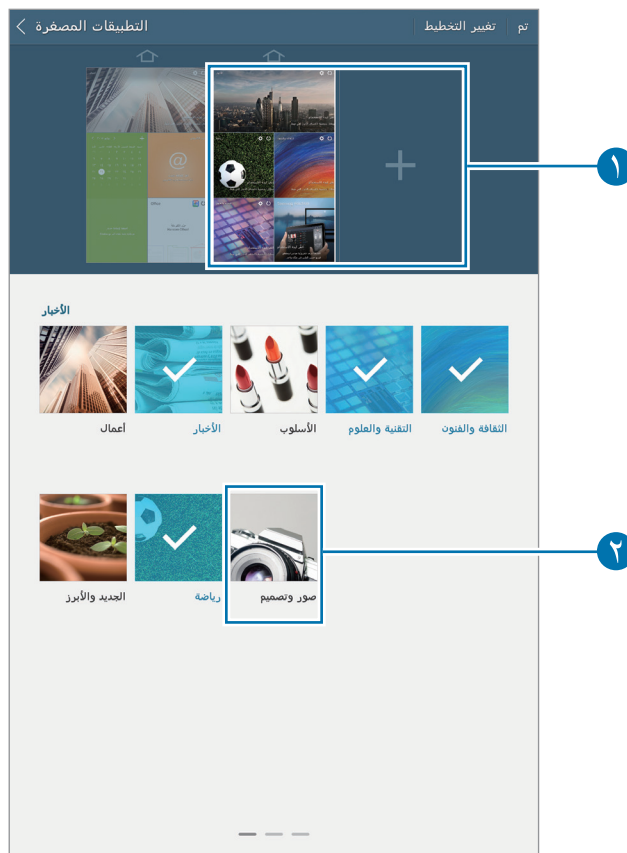 التطبيقات المصغرة
تغيير التخطيط
تم
١
الأخبار
الثقافة والفنون
التقنية والعلوم
الأسلوب
الأخبار
أعمال
٢
صور وتصميم
رياضة
الجديد والأبرز